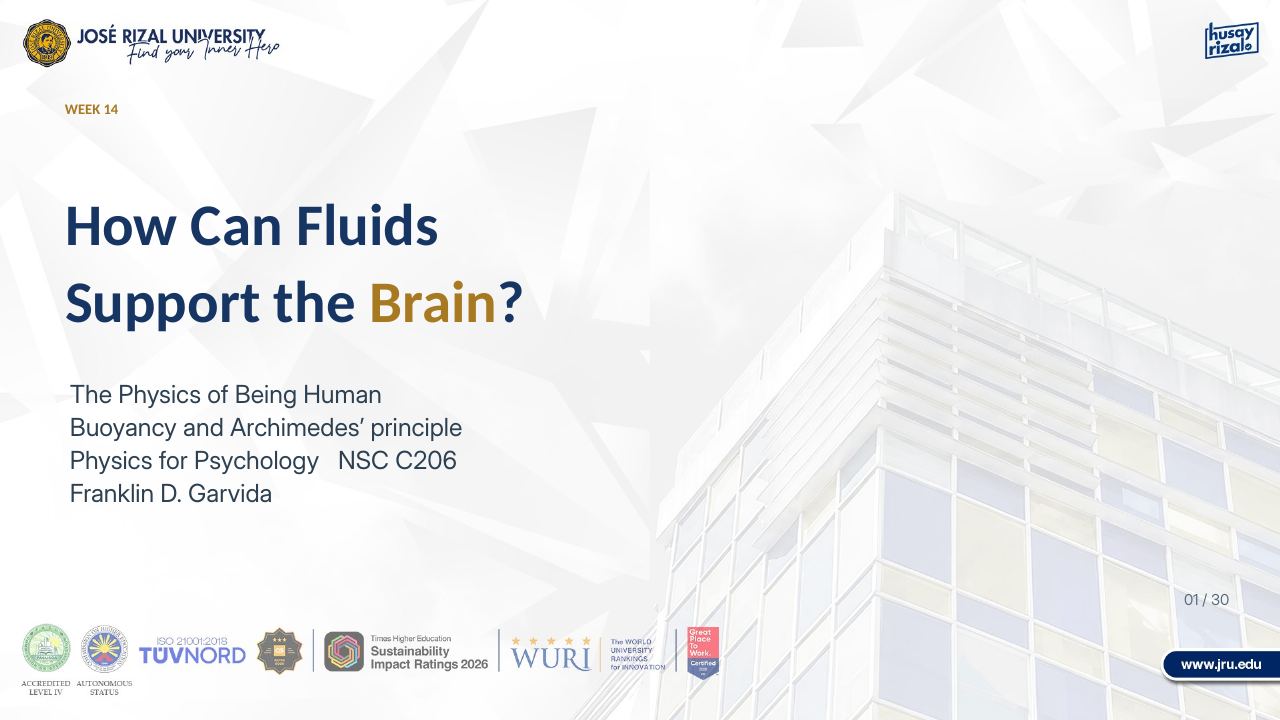 JOSÉ RIZAL UNIVERSITY
Find your Inner Hero
husay
rizal
WEEK 14
How Can Fluids
Support the Brain?
The Physics of Being Human
Buoyancy and Archimedes’ principle
Physics for Psychology NSC C206
Franklin D. Garvida
01 / 30
ISO 21001:2018
TÜVNORD
Times Higher Education
Sustainability
Impact Ratings 2026
WURI
The WORLD
UNIVERSITY
RANKINGS
for INNOVATION
Great
Place
To
Work.
Certified
ACCREDITED
LEVEL IV
AUTONOMOUS
STATUS
www.jru.edu